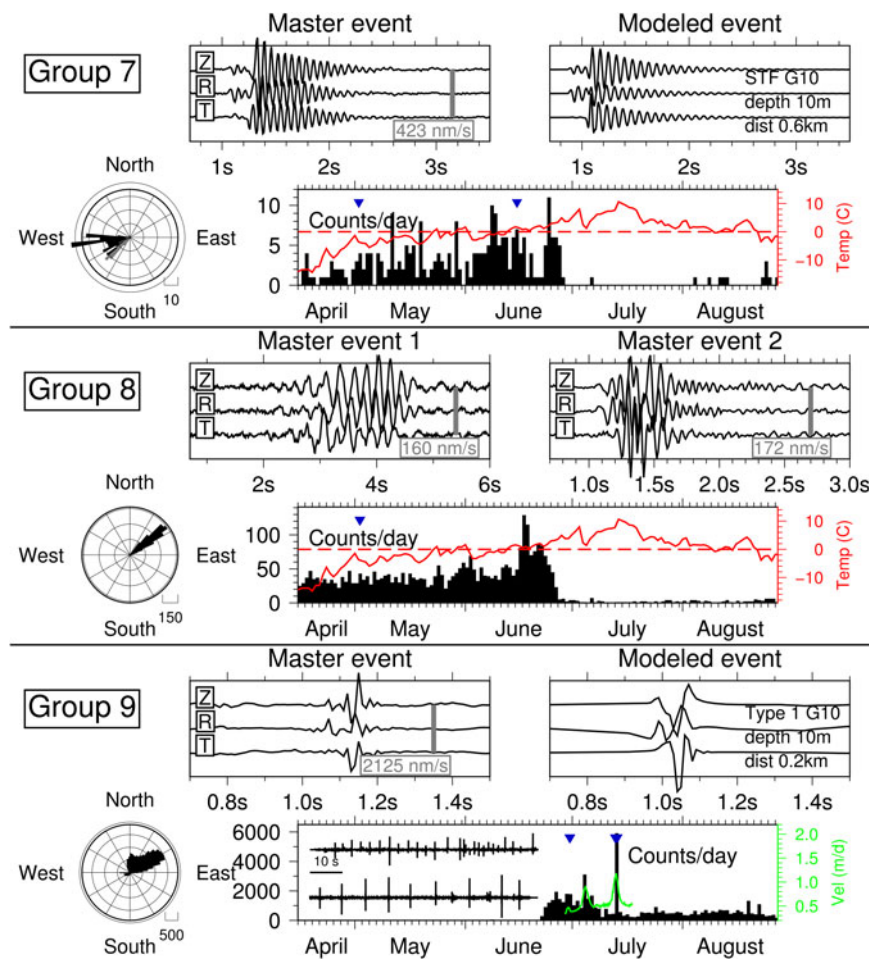 Master event Modeled event
Group 7
Z
R
T
423 nm/s
STF G10
depth 10m
dist 0.6km
1s 2s 3s 1s 2s 3s
North
West East
South
10
10
5
0
Counts/day
10
0
−10
Temp (C)
April May June July August
Master event 1 Master event 2
Group 8
Z
R
T
160 nm/s
Z
R
T
172 nm/s
2s 4s 6s 1.0s 1.5s 2.0s 2.5s 3.0s
North
West East
South
150
100
50
0
Counts/day
10
0
−10
Temp (C)
April May June July August
Master event Modeled event
Group 9
Z
R
T
2125 nm/s
Type 1 G10
depth 10m
dist 0.2km
0.8s 1.0s 1.2s 1.4s 0.8s 1.0s 1.2s 1.4s
North
West East
South
500
6000
4000
2000
0
10 s
Counts/day
2.0
1.5
1.0
0.5
Vel (m/d)
April May June July August